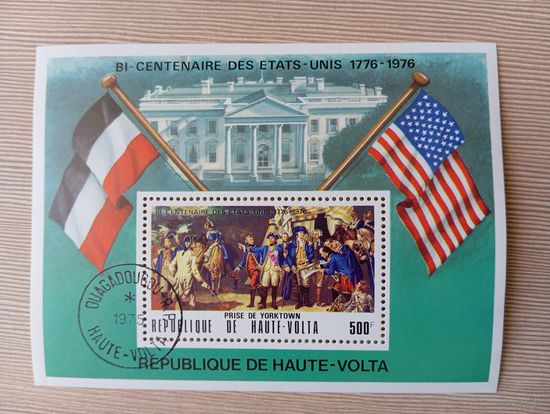 BI-CENTENAIRE DES ETATS-UNIS 1776-1976
BI-CENTENAIRE DES ETATS-UNIS 1776-1976
PRISE DE YORKTOWN
REPUBLIQUE DE HAUTE-VOLTA 500F
OUAGADOUGOU R.P.
1975
HAUTE-VOLTA
REPUBLIQUE DE HAUTE-VOLTA